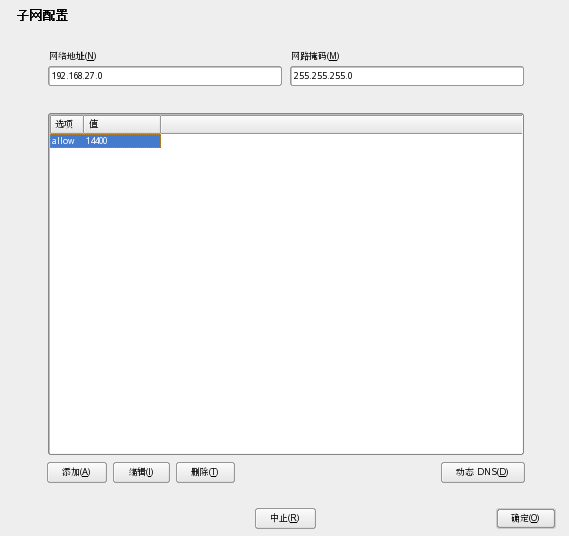 子网配置
网络地址(N) 网路掩码(M)
192.168.27.0 255.255.255.0
选项 值
allow 14400
添加(A) 编辑(I) 删除(T) 动态 DNS(D)
中止(R) 确定(O)